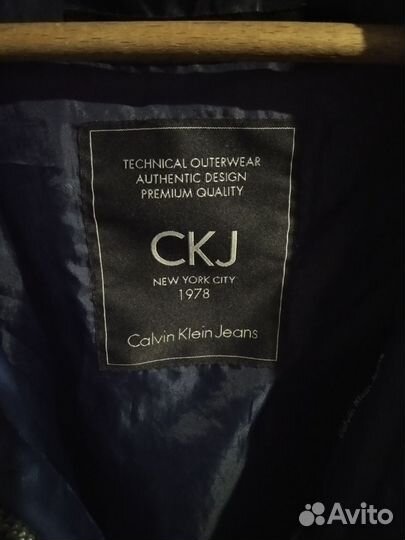 TECHNICAL OUTERWEAR
AUTHENTIC DESIGN
PREMIUM QUALITY
CKJ
NEW YORK CITY
1978
Calvin Klein Jeans
Avito